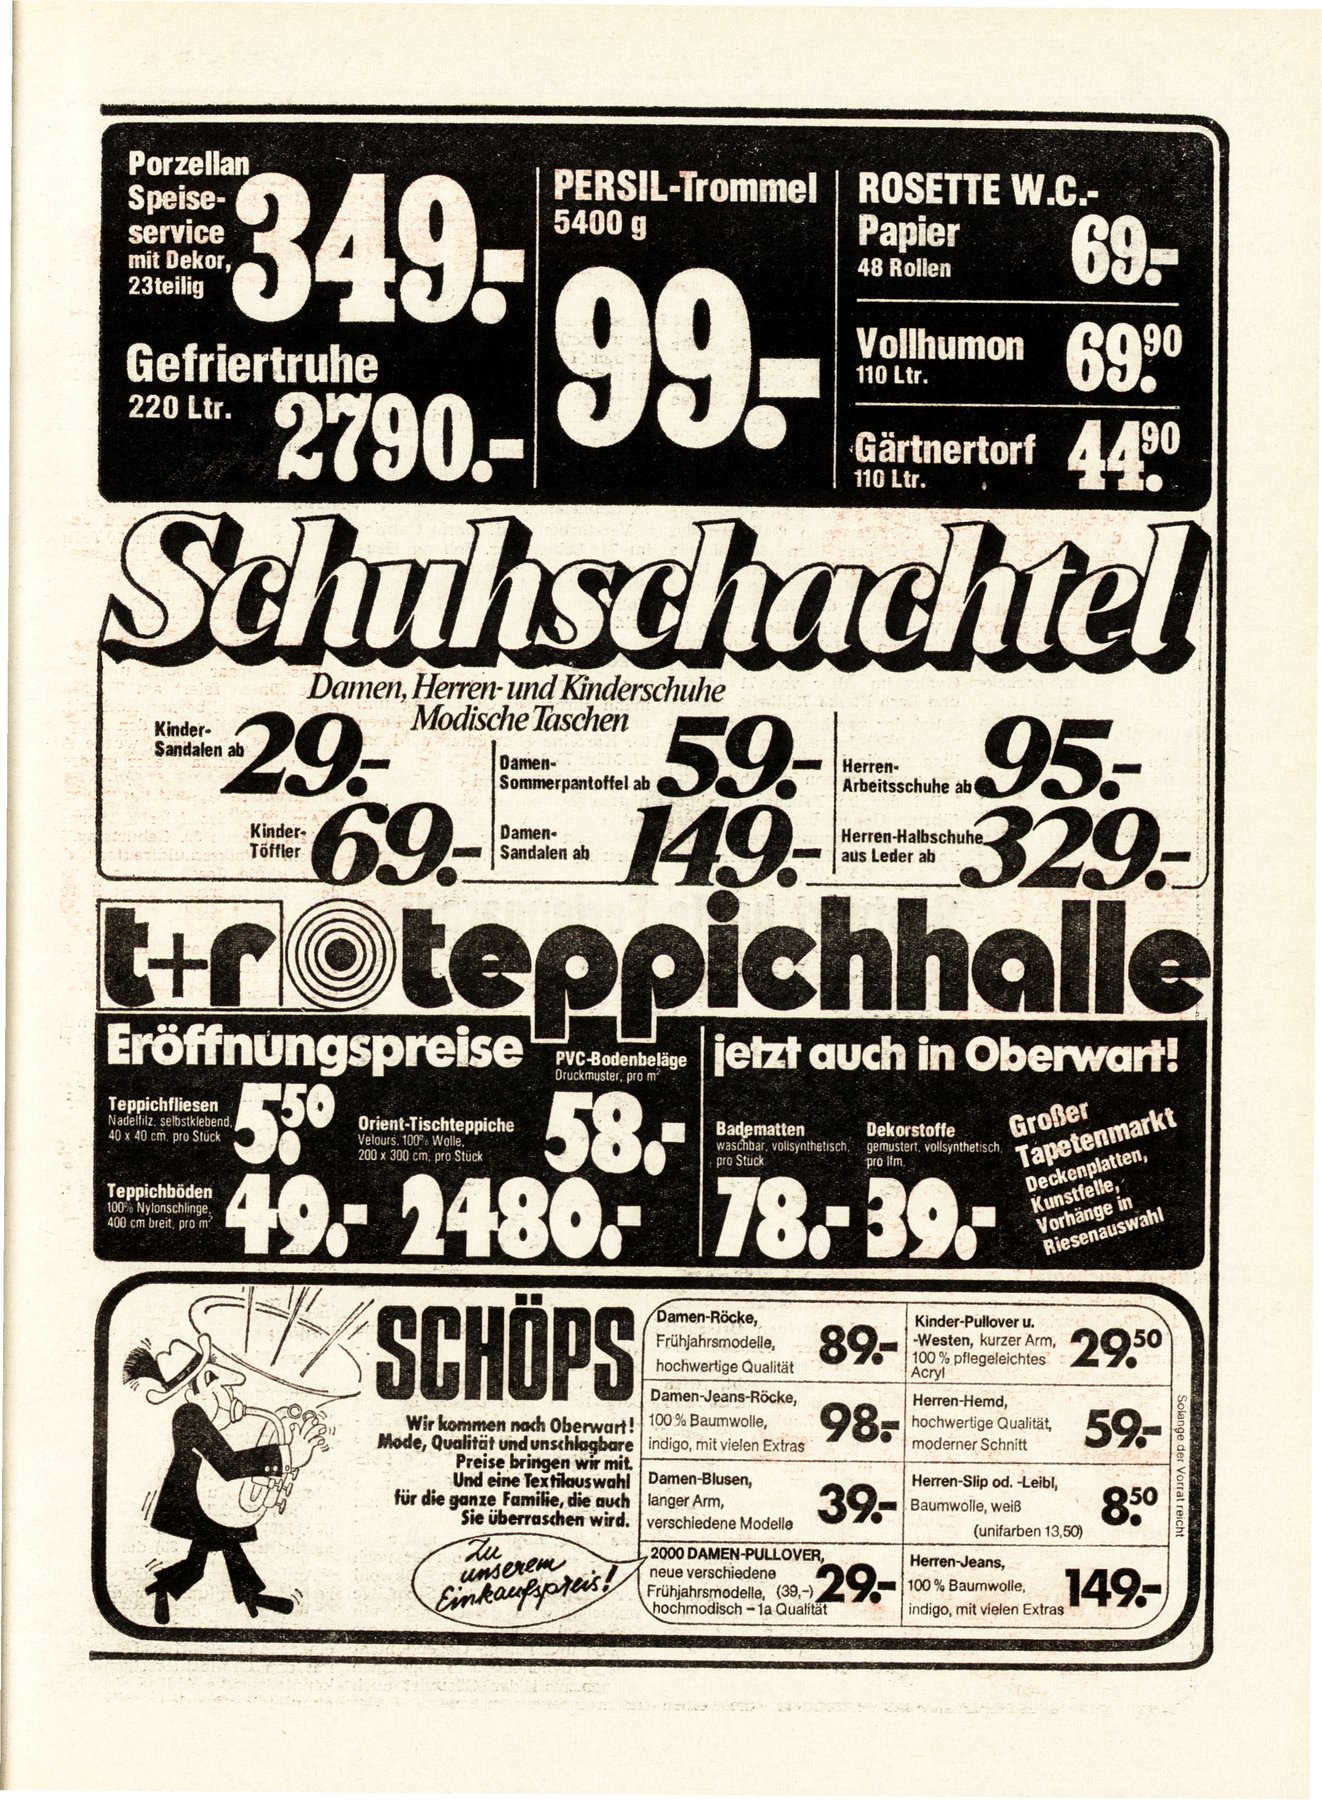 Porzellan
Speise-
service
mit Dekor,
23teilig
349.-
Gefriertruhe
220 Ltr.
2790.-
PERSIL-Trommel
5400 g
99.-
ROSETTE W.C.-
Papier
48 Rollen
69.-
Vollhumon
110 Ltr.
69.90
Gärtnertorf
110 Ltr.
44.90
Schuhschachtel
Damen, Herren- und Kinderschuhe
Modische Taschen
Kinder-
Sandalen ab
29.-
Kinder-
Töffler
69.-
Damen-
Sommerpantoffel ab
59.-
Damen-
Sandalen ab
149.-
Herren-
Arbeitsschuhe ab
95.-
Herren-Halbschuhe
aus Leder ab
329.-
t+r teppichhalle
Eröffnungspreise
Teppichfliesen
Nadelfilz, selbstklebend,
40 x 40 cm, pro Stück
5.50
Teppichböden
100% Nylonschlinge,
400 cm breit, pro m²
49.-
Orient-Tischteppiche
Velours, 100% Wolle,
200 x 300 cm, pro Stück
2480.-
PVC-Bodenbeläge
Druckmuster, pro m²
58.-
jetzt auch in Oberwart!
Badematten
waschbar, vollsynthetisch,
pro Stück
78.-
Dekorstoffe
gemustert, vollsynthetisch,
pro lfm.
39.-
Großer
Tapetenmarkt
Deckenplatten,
Kunstfelle,
Vorhänge in
Riesenauswahl
SCHÖPS
Wir kommen nach Oberwart!
Mode, Qualität und unschlagbare
Preise bringen wir mit.
Und eine Textilauswahl
für die ganze Familie, die auch
Sie überraschen wird.
Zu
unserem
Einkaufspreis!
Damen-Röcke,
Frühjahrsmodelle,
hochwertige Qualität
89.-
Damen-Jeans-Röcke,
100 % Baumwolle,
indigo, mit vielen Extras
98.-
Damen-Blusen,
langer Arm,
verschiedene Modelle
39.-
2000 DAMEN-PULLOVER,
neue verschiedene
Frühjahrsmodelle, (39,-)
hochmodisch – 1a Qualität
29.-
Kinder-Pullover u.
-Westen, kurzer Arm,
100 % pflegeleichtes
Acryl
29.50
Herren-Hemd,
hochwertige Qualität,
moderner Schnitt
59.-
Herren-Slip od. -Leibl,
Baumwolle, weiß
(unifarben 13,50)
8.50
Herren-Jeans,
100 % Baumwolle,
indigo, mit vielen Extras
149.-
Solange der Vorrat reicht